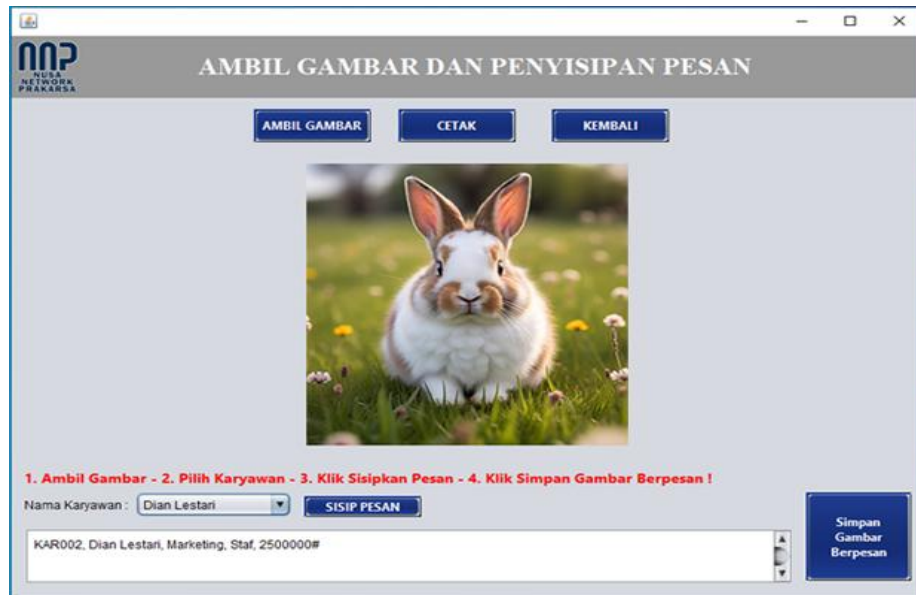 NUSA
NETWORK
PRAKARSA
AMBIL GAMBAR DAN PENYISIPAN PESAN
AMBIL GAMBAR
CETAK
KEMBALI
1. Ambil Gambar - 2. Pilih Karyawan - 3. Klik Sisipkan Pesan - 4. Klik Simpan Gambar Berpesan !
Nama Karyawan : Dian Lestari
SISIP PESAN
KAR002, Dian Lestari, Marketing, Staf, 2500000#
Simpan
Gambar
Berpesan